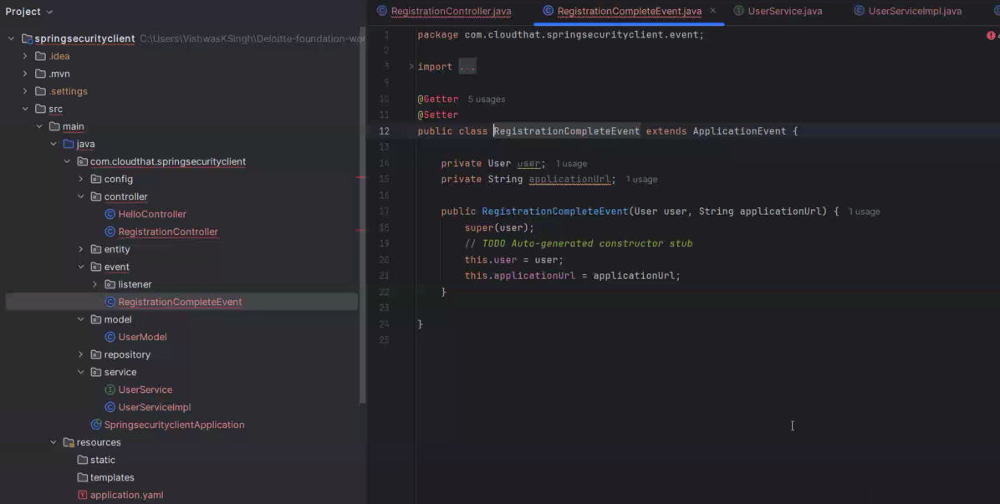 Project
springsecurityclient C:\Users\YishwasKSingh\Deloitte-foundation-wor
.idea
.mvn
.settings
src
main
java
com.cloudthat.springsecurityclient
config
controller
HelloController
RegistrationController
entity
event
listener
RegistrationCompleteEvent
model
UserModel
repository
service
UserService
UserServiceImpl
SpringsecurityclientApplication
resources
static
templates
application.yaml
RegistrationController.java RegistrationCompleteEvent.java UserService.java UserServiceImpl.java
1 package com.cloudthat.springsecurityclient.event;
2
3 import ...
9
10 @Getter 5 usages
11 @Setter
12 public class RegistrationCompleteEvent extends ApplicationEvent {
13
14 private User user; 1 usage
15 private String applicationUrl; 1 usage
16
17 public RegistrationCompleteEvent(User user, String applicationUrl) { 1 usage
18 super(user);
19 // TODO Auto-generated constructor stub
20 this.user = user;
21 this.applicationUrl = applicationUrl;
22 }
23
24 }
25